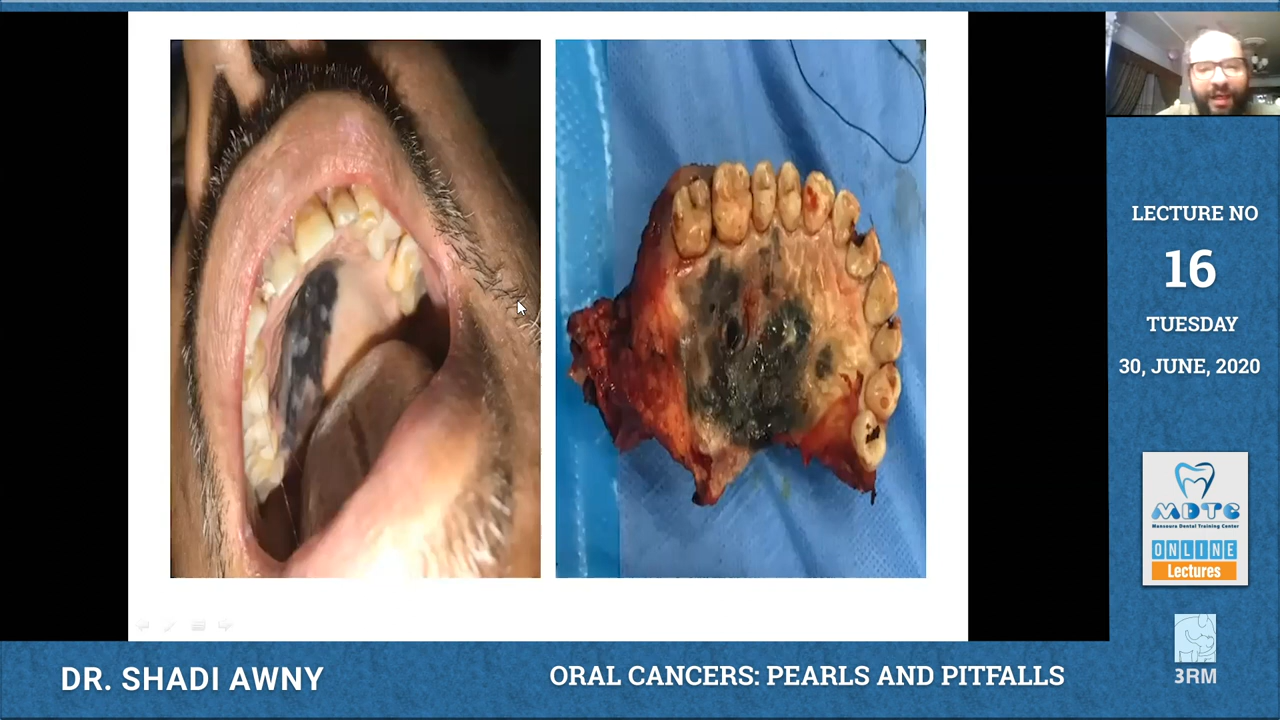 LECTURE NO
16
TUESDAY
30, JUNE, 2020
MDTC
Mansoura Dental Training Center
ONLINE
Lectures
3RM
DR. SHADI AWNY
ORAL CANCERS: PEARLS AND PITFALLS